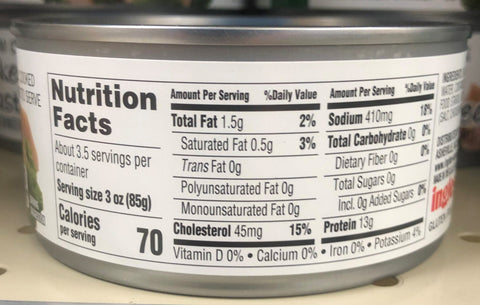 Nutrition
Facts
About 3.5 servings per
container
Serving size 3 oz (85g)
Calories
per serving
70
Amount Per Serving %Daily Value
Total Fat 1.5g 2%
Saturated Fat 0.5g 3%
Trans Fat 0g
Polyunsaturated Fat 0g
Monounsaturated Fat 0g
Cholesterol 45mg 15%
Amount Per Serving %Daily Value
Sodium 410mg 18%
Total Carbohydrate 0g 0%
Dietary Fiber 0g 0%
Total Sugars 0g
Incl. 0g Added Sugars 0%
Protein 13g
Vitamin D 0% • Calcium 0% • Iron 0% • Potassium 4%